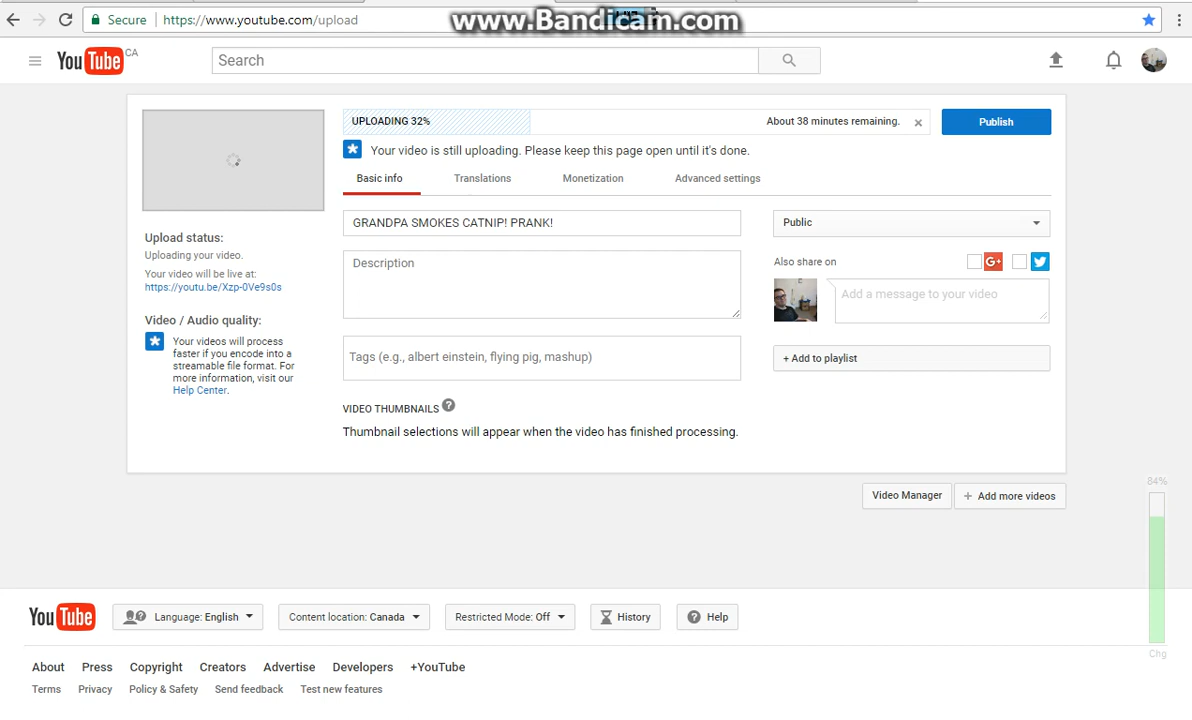 Secure
https://www.youtube.com/upload
www.Bandicam.com
YouTube CA
Search
UPLOADING 32%
About 38 minutes remaining.
Publish
Your video is still uploading. Please keep this page open until it's done.
Basic info
Translations
Monetization
Advanced settings
GRANDPA SMOKES CATNIP! PRANK!
Public
Description
Also share on
G+
Add a message to your video
Upload status:
Uploading your video.
Your video will be live at:
https://youtu.be/Xzp-0Ve9s0s
Video / Audio quality:
Your videos will process
faster if you encode into a
streamable file format. For
more information, visit our
Help Center.
Tags (e.g., albert einstein, flying pig, mashup)
+ Add to playlist
VIDEO THUMBNAILS ?
Thumbnail selections will appear when the video has finished processing.
84%
Video Manager
+ Add more videos
YouTube
Language: English
Content location: Canada
Restricted Mode: Off
History
Help
Chg
About
Press
Copyright
Creators
Advertise
Developers
+YouTube
Terms
Privacy
Policy & Safety
Send feedback
Test new features